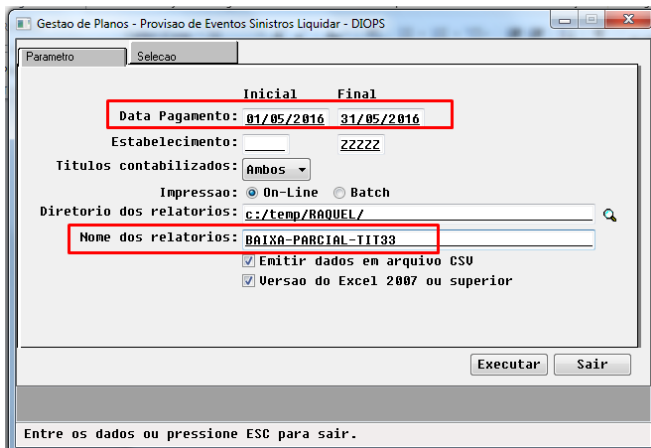 Gestao de Planos - Provisao de Eventos Sinistros Liquidar - DIOPS
Parametro Selecao
Inicial Final
Data Pagamento: 01/05/2016 31/05/2016
Estabelecimento: ZZZZZ
Titulos contabilizados: Ambos
Impressao: On-Line Batch
Diretorio dos relatorios: c:/temp/RAQUEL/
Nome dos relatorios: BAIXA-PARCIAL-TIT33
Emitir dados em arquivo CSV
Versao do Excel 2007 ou superior
Executar Sair
Entre os dados ou pressione ESC para sair.